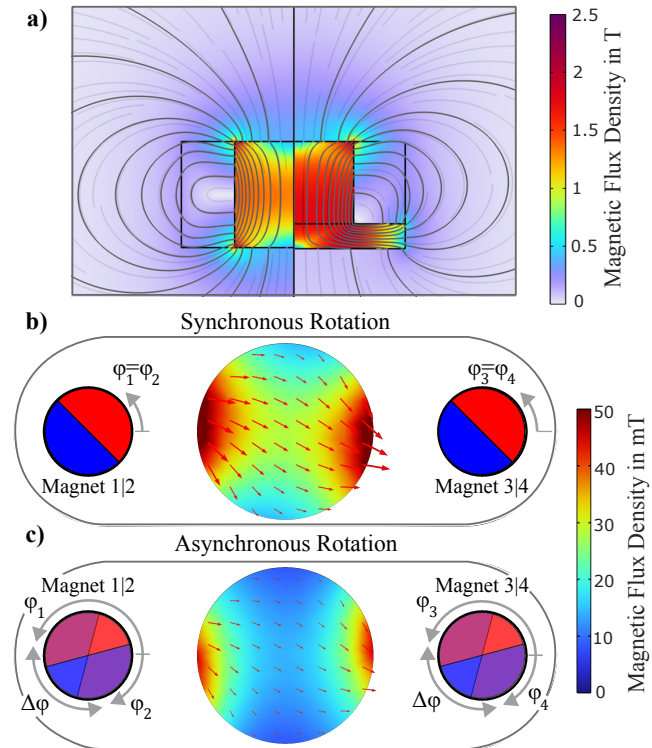 a)
2.5
2
1.5
1
0.5
0
Magnetic Flux Density in T
b)
Synchronous Rotation
φ1=φ2
φ3=φ4
Magnet 1|2
Magnet 3|4
c)
Asynchronous Rotation
Magnet 1|2
Magnet 3|4
φ1
φ3
Δφ
φ2
Δφ
φ4
50
40
30
20
10
0
Magnetic Flux Density in mT